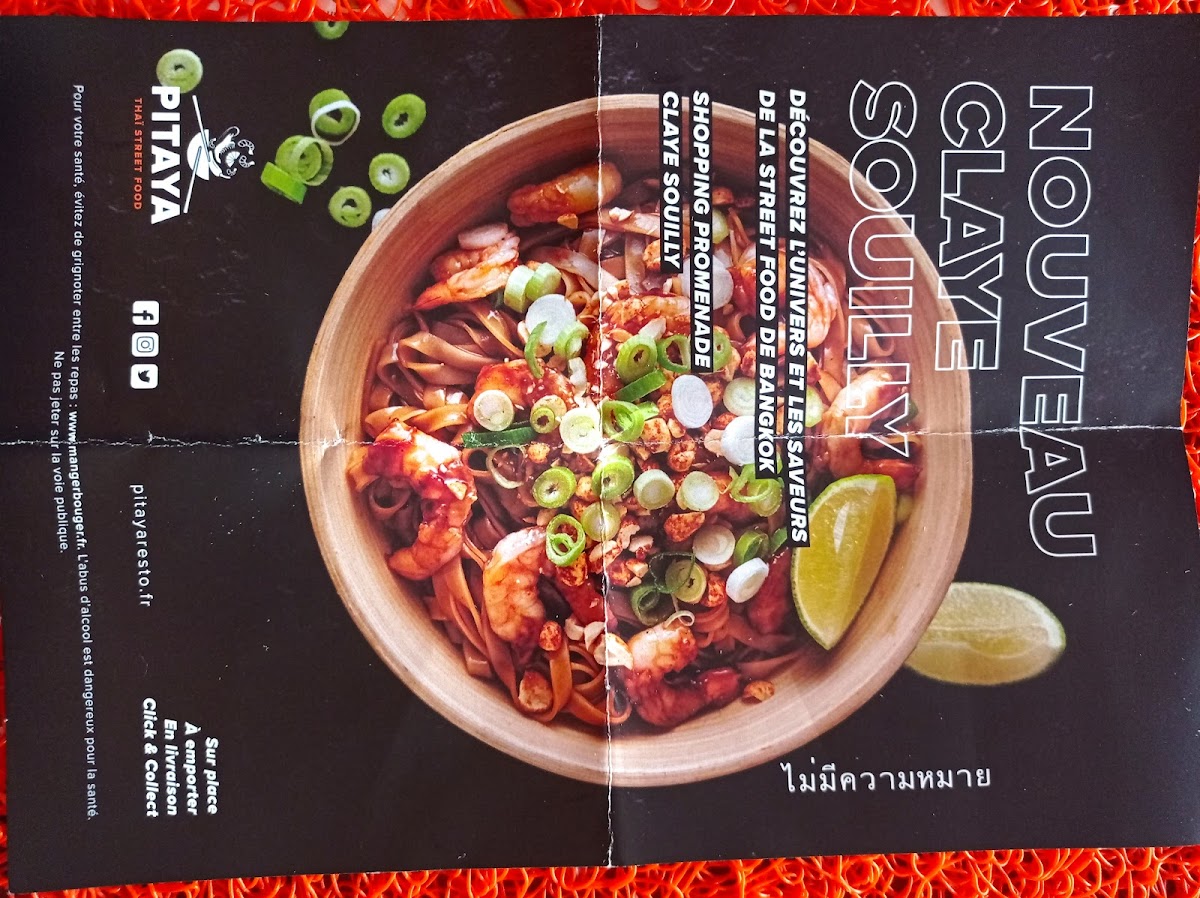 NOUVEAU
CLAYE
SOUILLY
DÉCOUVREZ L'UNIVERS ET LES SAVEURS
DE LA STREET FOOD DE BANGKOK
SHOPPING PROMENADE
CLAYE SOUILLY
ไม่มีความหมาย
PITAYA
THAÏ STREET FOOD
pitayaresto.fr
Sur place
À emporter
En livraison
Click & Collect
Pour votre santé, évitez de grignoter entre les repas : www.mangerbouger.fr. L'abus d'alcool est dangereux pour la santé.
Ne pas jeter sur la voie publique.